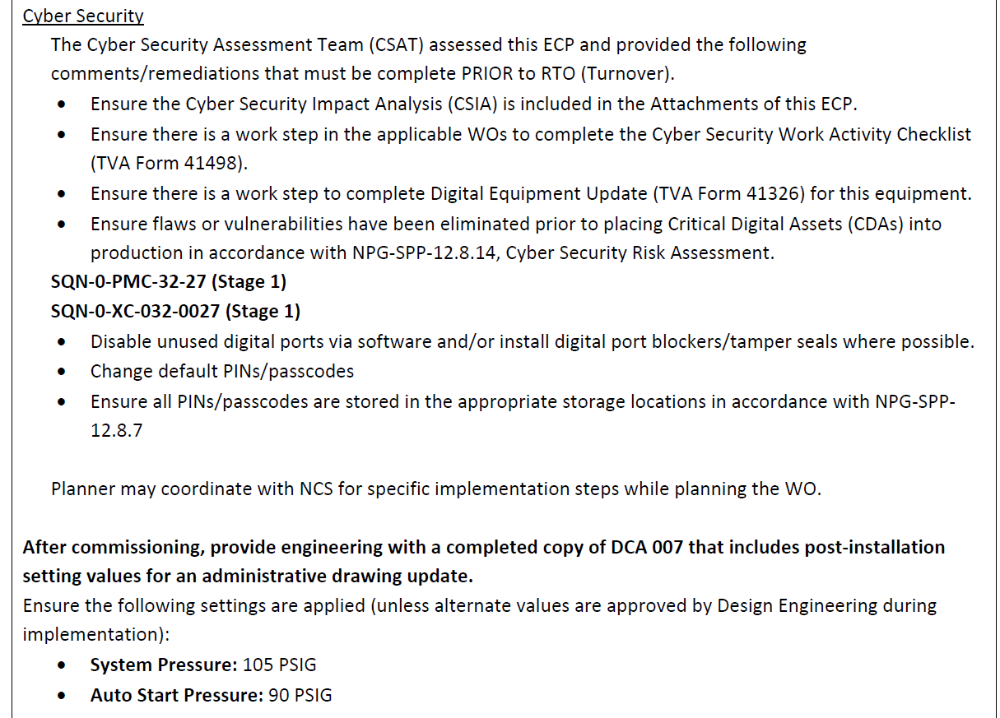 Cyber Security
The Cyber Security Assessment Team (CSAT) assessed this ECP and provided the following
comments/remediations that must be complete PRIOR to RTO (Turnover).
• Ensure the Cyber Security Impact Analysis (CSIA) is included in the Attachments of this ECP.
• Ensure there is a work step in the applicable WOs to complete the Cyber Security Work Activity Checklist
(TVA Form 41498).
• Ensure there is a work step to complete Digital Equipment Update (TVA Form 41326) for this equipment.
• Ensure flaws or vulnerabilities have been eliminated prior to placing Critical Digital Assets (CDAs) into
production in accordance with NPG-SPP-12.8.14, Cyber Security Risk Assessment.
SQN-0-PMC-32-27 (Stage 1)
SQN-0-XC-032-0027 (Stage 1)
• Disable unused digital ports via software and/or install digital port blockers/tamper seals where possible.
• Change default PINs/passcodes
• Ensure all PINs/passcodes are stored in the appropriate storage locations in accordance with NPG-SPP-
12.8.7
Planner may coordinate with NCS for specific implementation steps while planning the WO.
After commissioning, provide engineering with a completed copy of DCA 007 that includes post-installation
setting values for an administrative drawing update.
Ensure the following settings are applied (unless alternate values are approved by Design Engineering during
implementation):
• System Pressure: 105 PSIG
• Auto Start Pressure: 90 PSIG